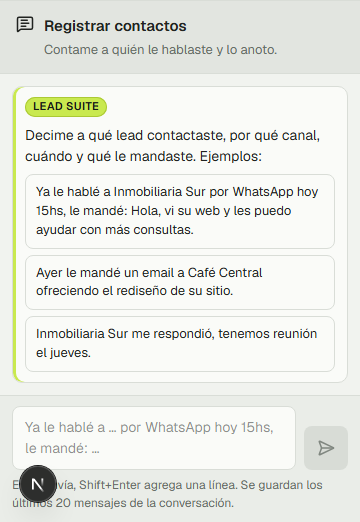 Registrar contactos
Contame a quién le hablaste y lo anoto.
LEAD SUITE
Decime a qué lead contactaste, por qué canal,
cuándo y qué le mandaste. Ejemplos:
Ya le hablé a Inmobiliaria Sur por WhatsApp hoy
15hs, le mandé: Hola, vi su web y les puedo
ayudar con más consultas.
Ayer le mandé un email a Café Central
ofreciendo el rediseño de su sitio.
Inmobiliaria Sur me respondió, tenemos reunión
el jueves.
Ya le hablé a … por WhatsApp hoy 15hs,
le mandé: …
N
vía, Shift+Enter agrega una línea. Se guardan los
últimos 20 mensajes de la conversación.